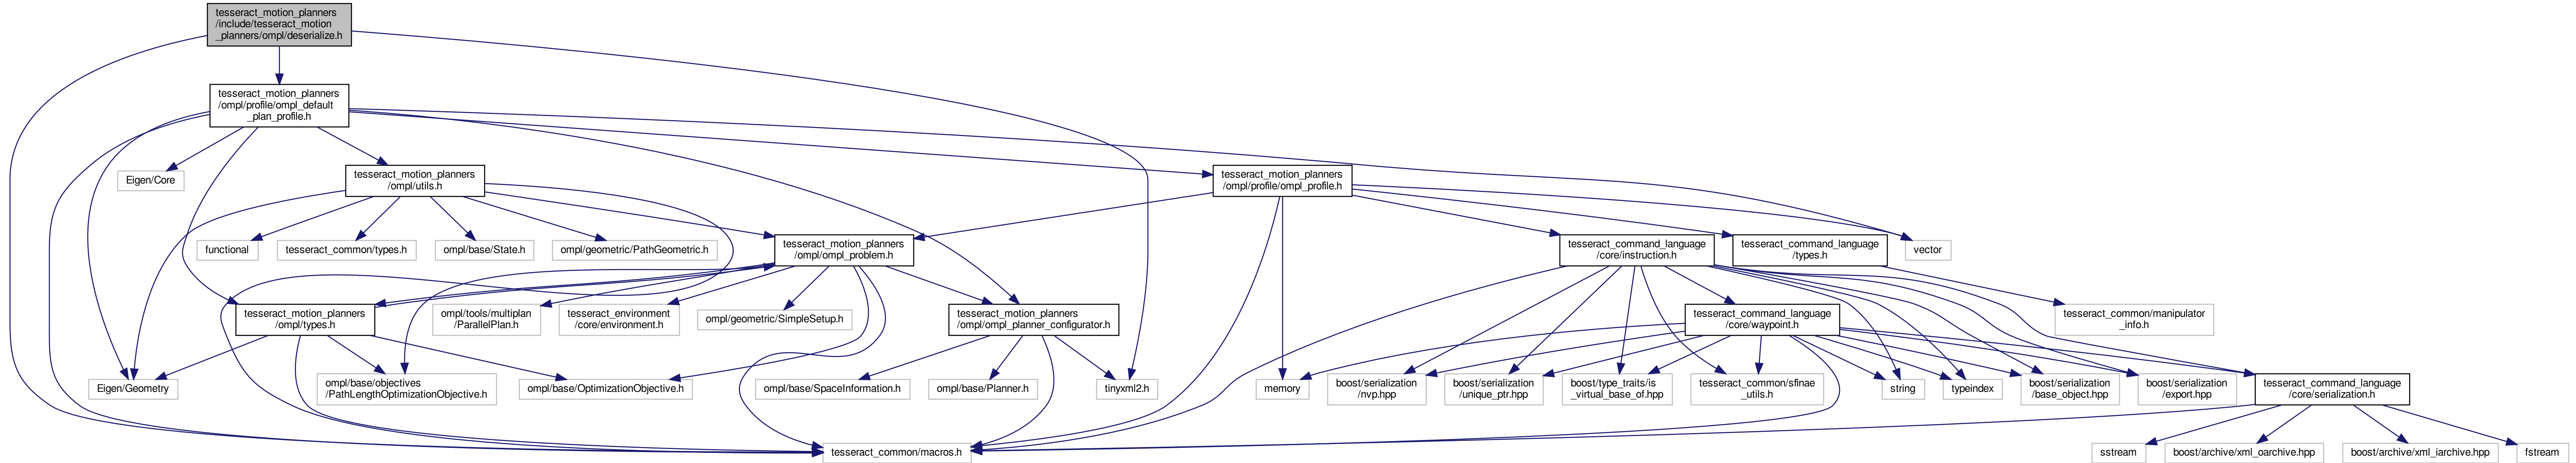 tesseract_motion_planners
/include/tesseract_motion
_planners/ompl/deserialize.h
tesseract_motion_planners
/ompl/profile/ompl_default
_plan_profile.h
Eigen/Core
tesseract_motion_planners
/ompl/utils.h
tesseract_motion_planners
/ompl/profile/ompl_profile.h
functional
tesseract_common/types.h
ompl/base/State.h
ompl/geometric/PathGeometric.h
tesseract_motion_planners
/ompl/ompl_problem.h
tesseract_command_language
/core/instruction.h
tesseract_command_language
/types.h
vector
tesseract_motion_planners
/ompl/types.h
ompl/tools/multiplan
/ParallelPlan.h
tesseract_environment
/core/environment.h
ompl/geometric/SimpleSetup.h
tesseract_motion_planners
/ompl/ompl_planner_configurator.h
tesseract_command_language
/core/waypoint.h
tesseract_common/manipulator
_info.h
Eigen/Geometry
ompl/base/objectives
/PathLengthOptimizationObjective.h
ompl/base/OptimizationObjective.h
ompl/base/SpaceInformation.h
ompl/base/Planner.h
tinyxml2.h
memory
boost/serialization
/nvp.hpp
boost/serialization
/unique_ptr.hpp
boost/type_traits/is
_virtual_base_of.hpp
tesseract_common/sfinae
_utils.h
string
typeindex
boost/serialization
/base_object.hpp
boost/serialization
/export.hpp
tesseract_command_language
/core/serialization.h
tesseract_common/macros.h
sstream
boost/archive/xml_oarchive.hpp
boost/archive/xml_iarchive.hpp
fstream